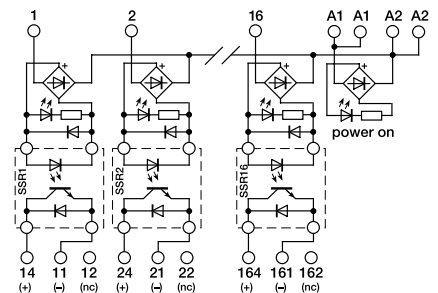 1 2 16 A1 A1 A2 A2
+ + + +
power on
SSR1 SSR2 SSR16
14 11 12 24 21 22 164 161 162
(+) (–) (nc) (+) (–) (nc) (+) (–) (nc)